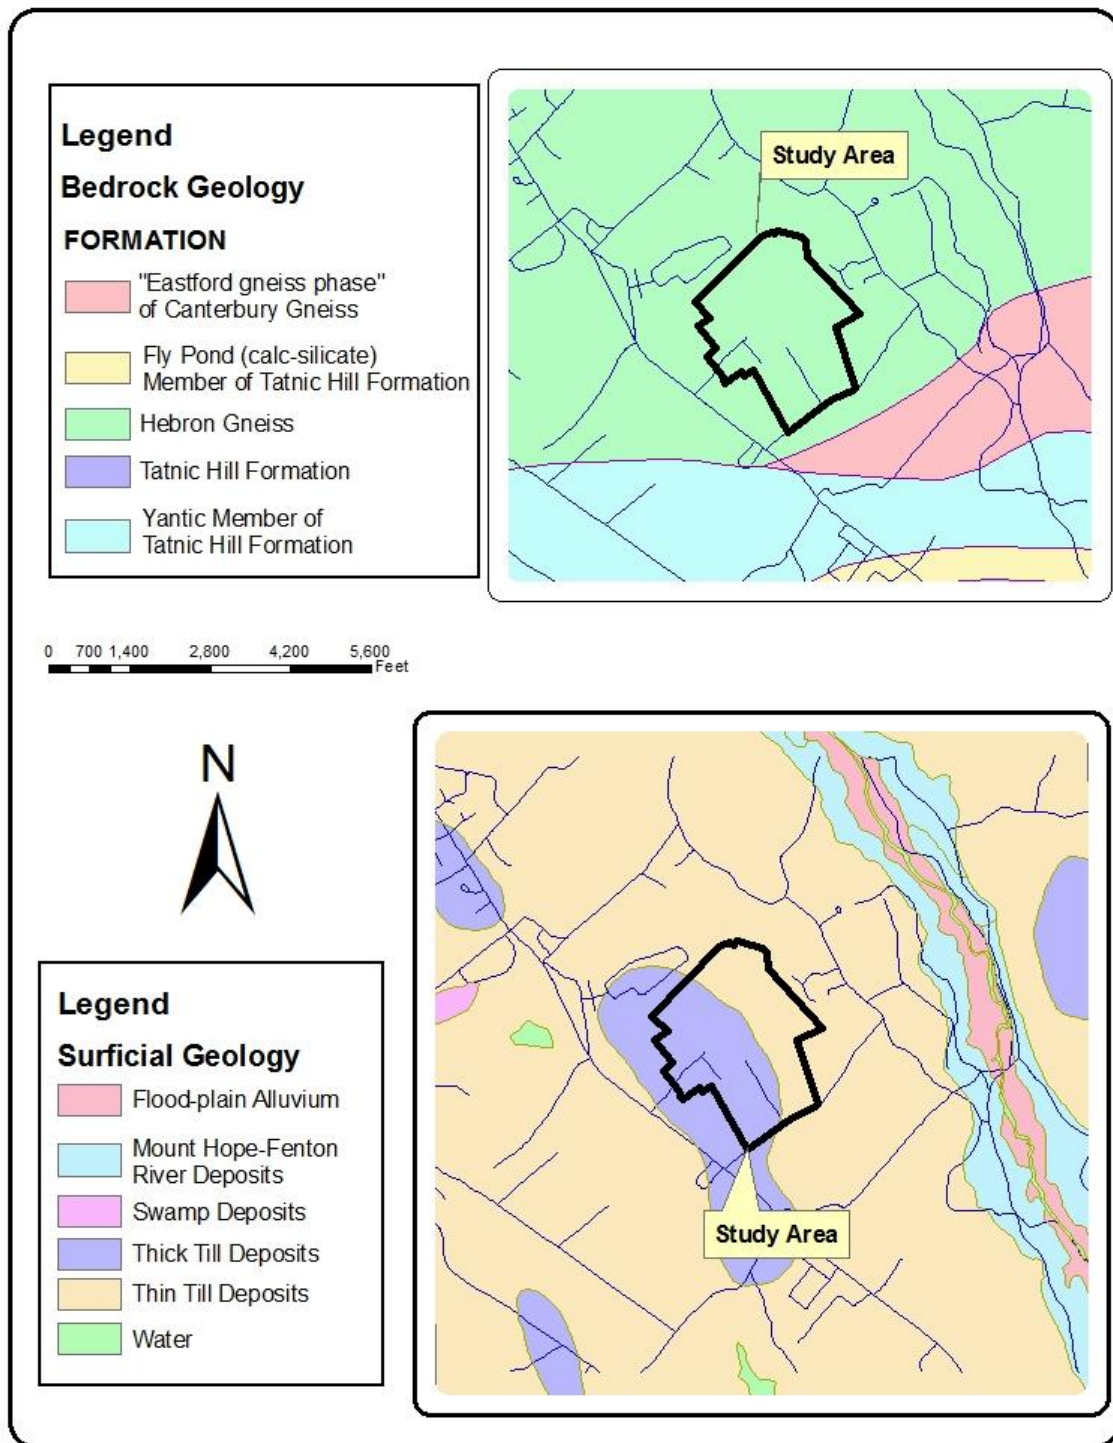 Legend
Bedrock Geology
FORMATION
"Eastford gneiss phase"
of Canterbury Gneiss
Fly Pond (calc-silicate)
Member of Tatnic Hill Formation
Hebron Gneiss
Tatnic Hill Formation
Yantic Member of
Tatnic Hill Formation
Study Area
0 700 1,400 2,800 4,200 5,600
Feet
N
Legend
Surficial Geology
Flood-plain Alluvium
Mount Hope-Fenton
River Deposits
Swamp Deposits
Thick Till Deposits
Thin Till Deposits
Water
Study Area